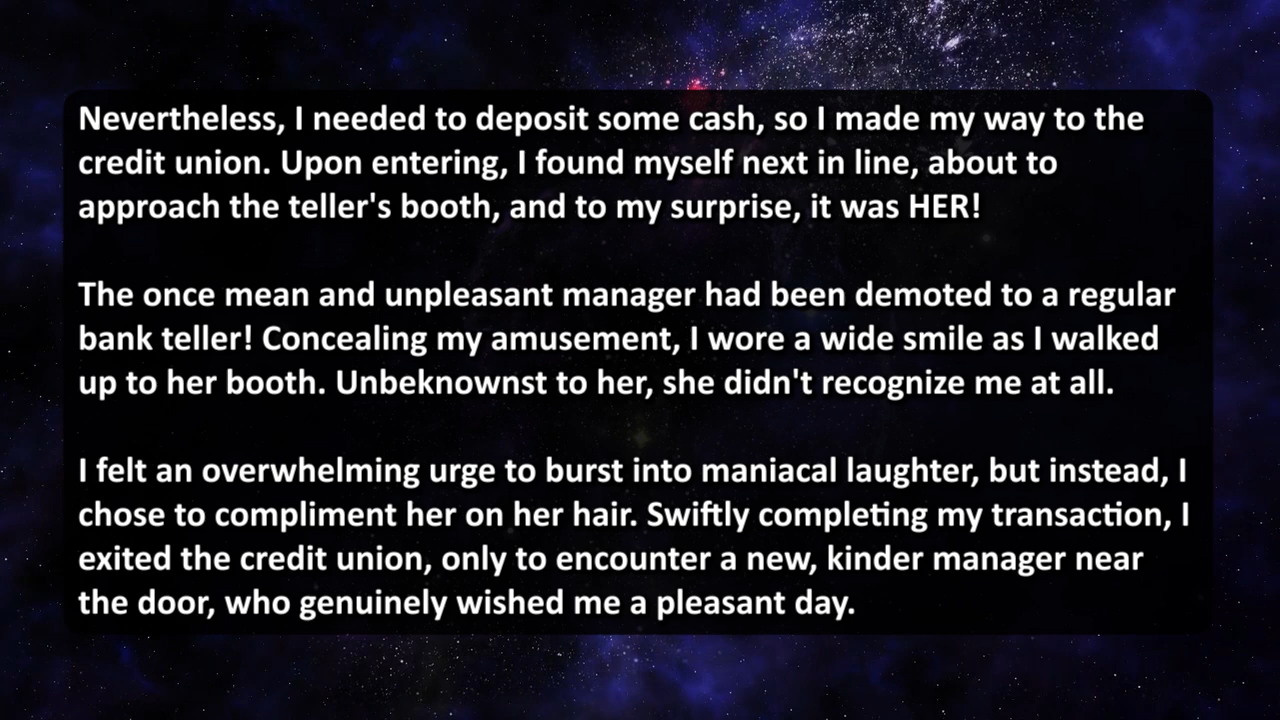 Nevertheless, I needed to deposit some cash, so I made my way to the
credit union. Upon entering, I found myself next in line, about to
approach the teller's booth, and to my surprise, it was HER!
The once mean and unpleasant manager had been demoted to a regular
bank teller! Concealing my amusement, I wore a wide smile as I walked
up to her booth. Unbeknownst to her, she didn't recognize me at all.
I felt an overwhelming urge to burst into maniacal laughter, but instead, I
chose to compliment her on her hair. Swiftly completing my transaction, I
exited the credit union, only to encounter a new, kinder manager near
the door, who genuinely wished me a pleasant day.